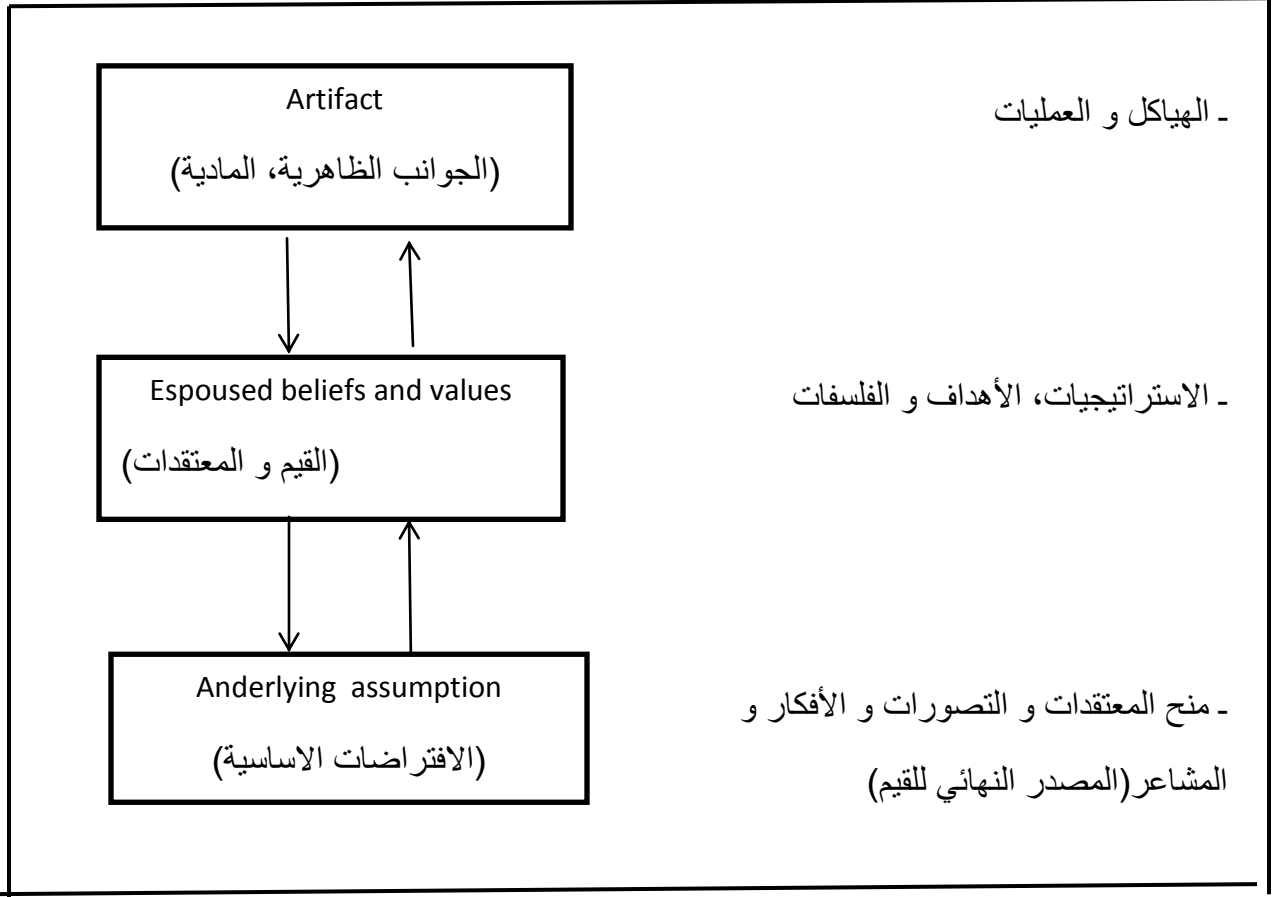 Artifact
(الجوانب الظاهرية، المادية)
ـ الهياكل و العمليات
Espoused beliefs and values
(القيم و المعتقدات)
ـ الاستراتيجيات، الأهداف و الفلسفات
Anderlying assumption
(الافتراضات الاساسية)
ـ منح المعتقدات و التصورات و الأفكار و
المشاعر(المصدر النهائي للقيم)